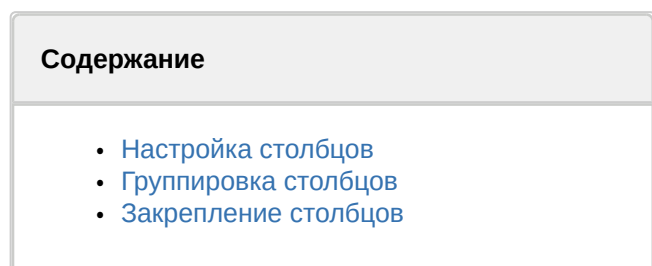 Содержание
• Настройка столбцов
• Группировка столбцов
• Закрепление столбцов